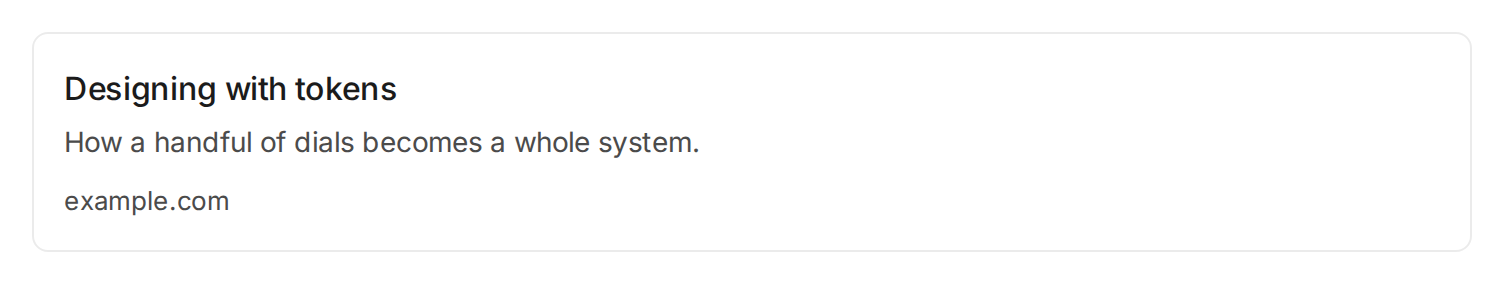 Designing with tokens
How a handful of dials becomes a whole system.
example.com